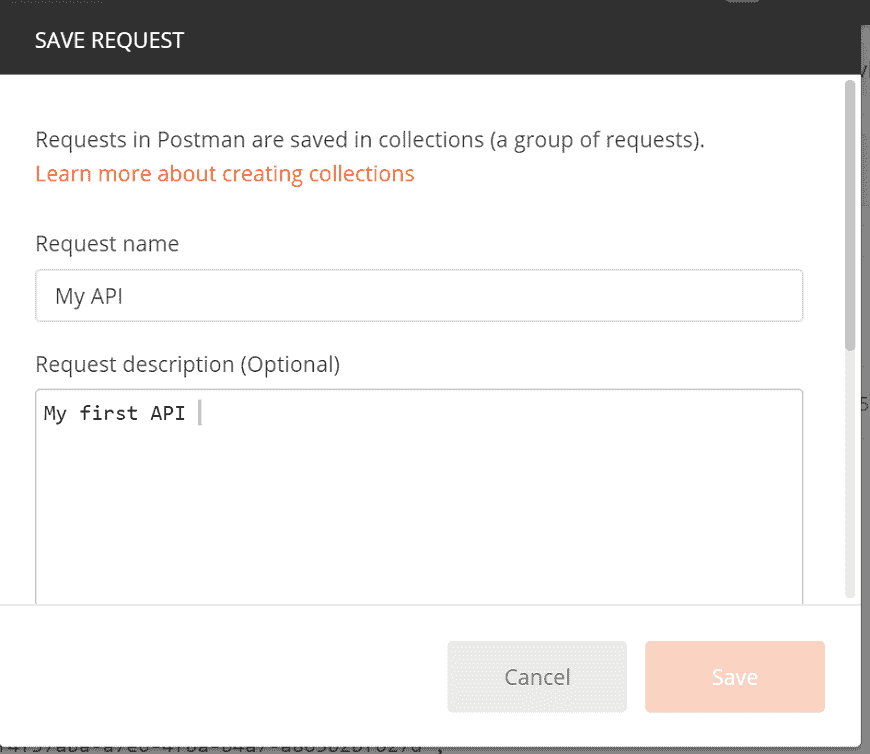 SAVE REQUEST
Requests in Postman are saved in collections (a group of requests).
Learn more about creating collections
Request name
My API
Request description (Optional)
My first API
Cancel
Save